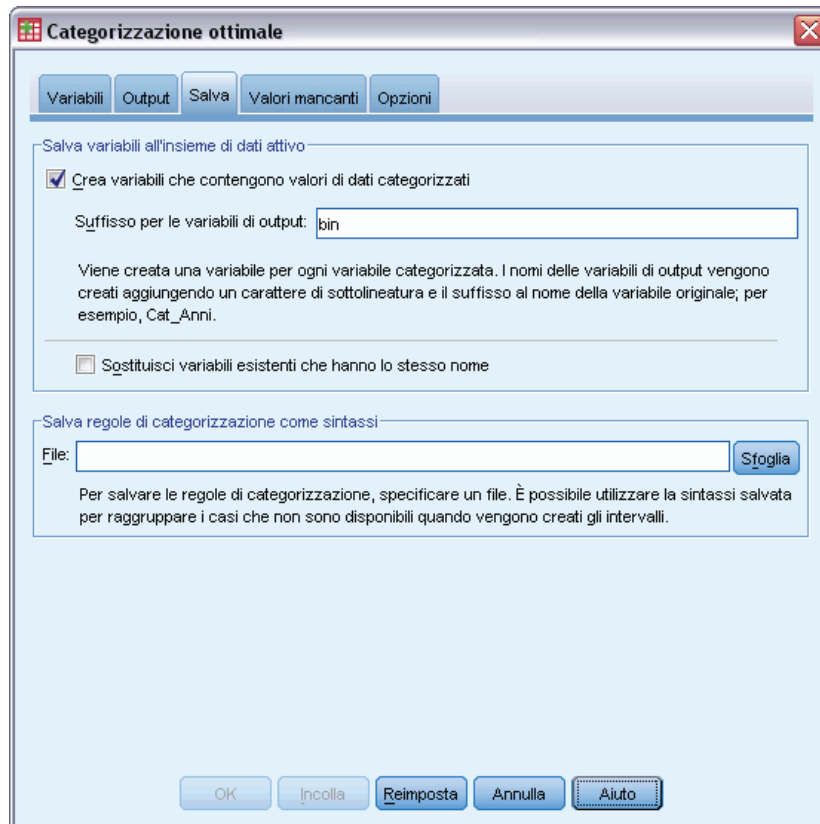 Categorizzazione ottimale
Variabili Output Salva Valori mancanti Opzioni
Salva variabili all'insieme di dati attivo
Crea variabili che contengono valori di dati categorizzati
Suffisso per le variabili di output: bin
Viene creata una variabile per ogni variabile categorizzata. I nomi delle variabili di output vengono
creati aggiungendo un carattere di sottolineatura e il suffisso al nome della variabile originale; per
esempio, Cat_Anni.
Sostituisci variabili esistenti che hanno lo stesso nome
Salva regole di categorizzazione come sintassi
File: Sfoglia
Per salvare le regole di categorizzazione, specificare un file. È possibile utilizzare la sintassi salvata
per raggruppare i casi che non sono disponibili quando vengono creati gli intervalli.
OK Incolla Reimposta Annulla Aiuto